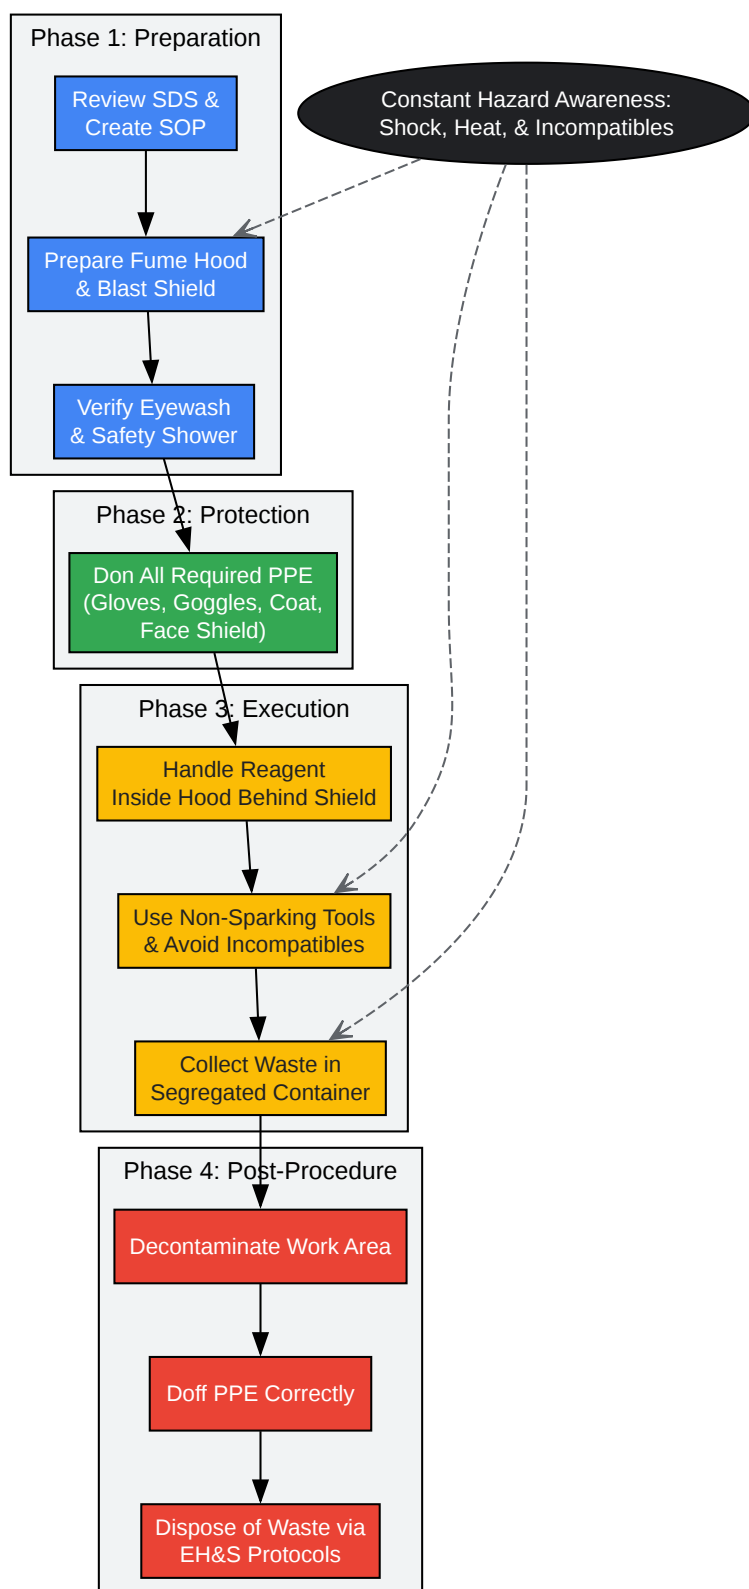 Phase 1: Preparation
Review SDS &
Create SOP
Constant Hazard Awareness:
Shock, Heat, & Incompatibles
Prepare Fume Hood
& Blast Shield
Verify Eyewash
& Safety Shower
Phase 2: Protection
Don All Required PPE
(Gloves, Goggles, Coat,
Face Shield)
Phase 3: Execution
Handle Reagent
Inside Hood Behind Shield
Use Non-Sparking Tools
& Avoid Incompatibles
Collect Waste in
Segregated Container
Phase 4: Post-Procedure
Decontaminate Work Area
Doff PPE Correctly
Dispose of Waste via
EH&S Protocols